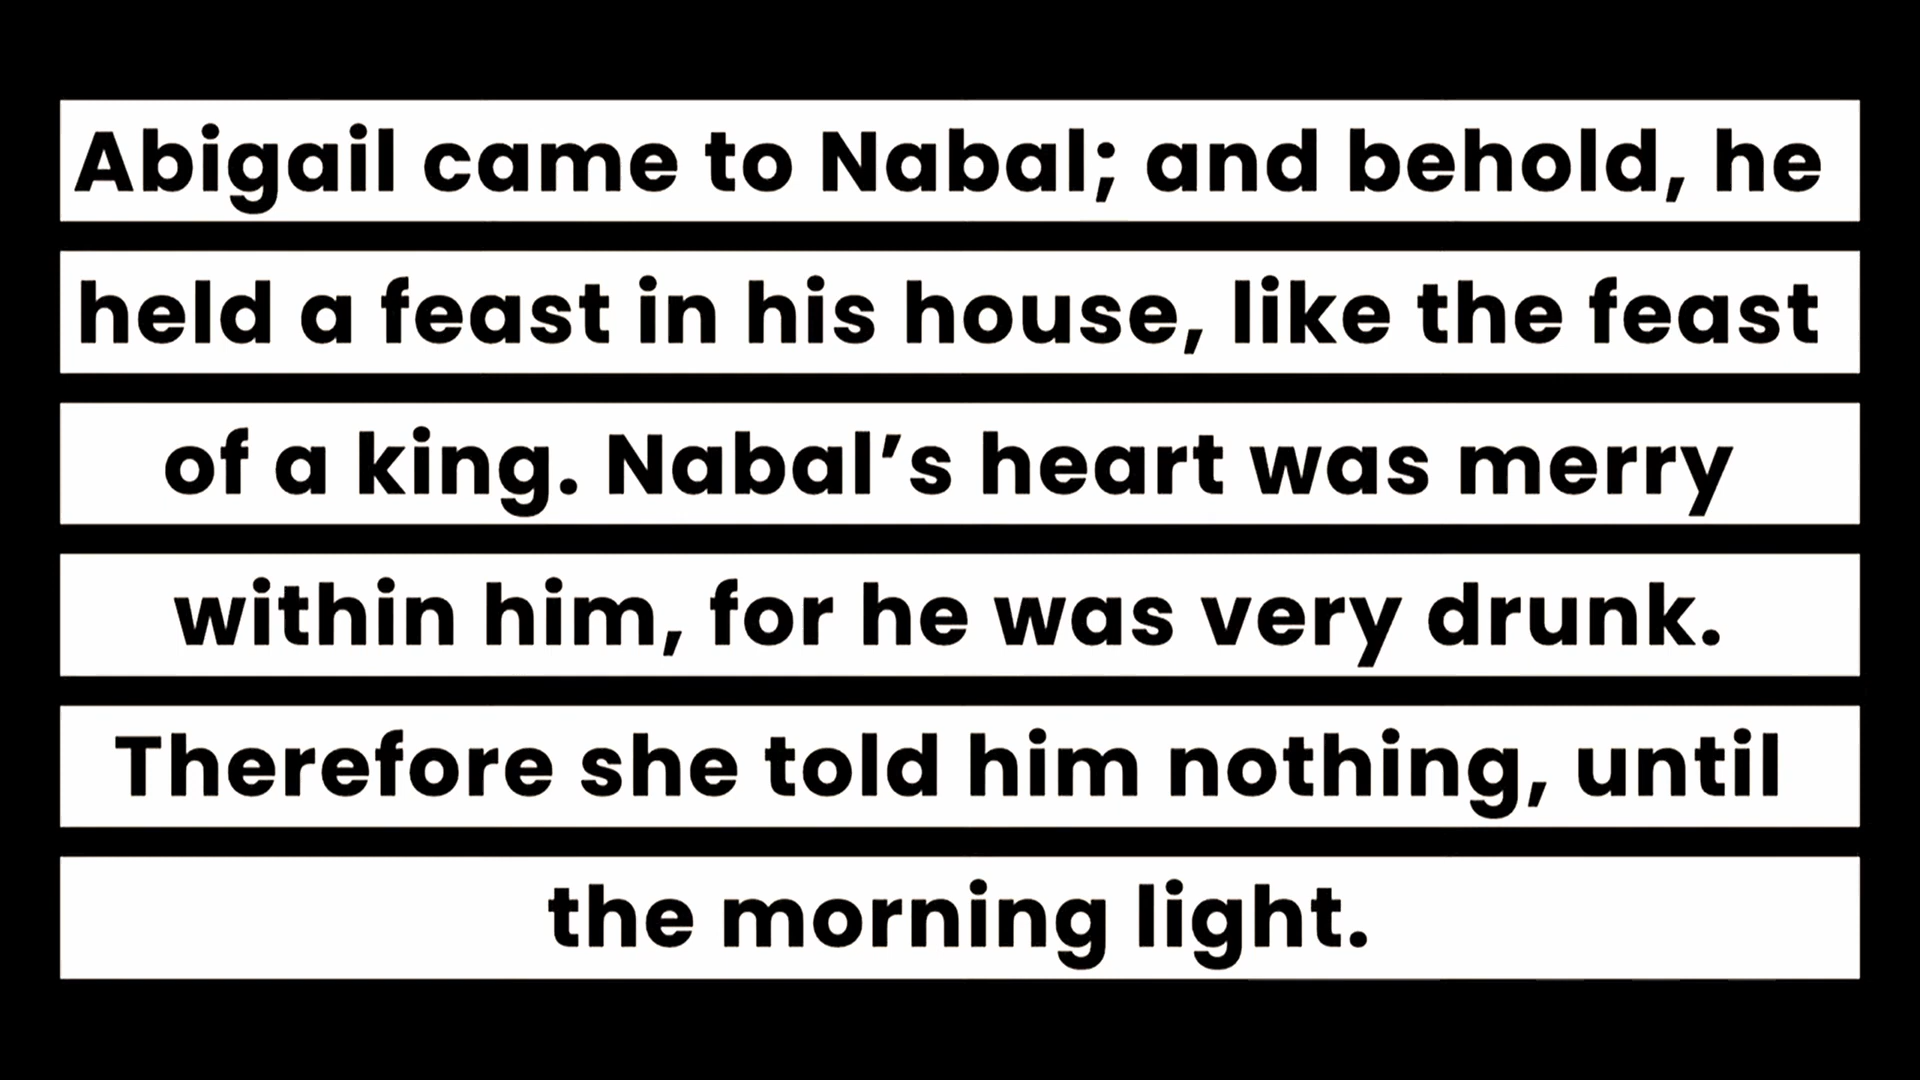 Abigail came to Nabal; and behold, he
held a feast in his house, like the feast
of a king. Nabal’s heart was merry
within him, for he was very drunk.
Therefore she told him nothing, until
the morning light.